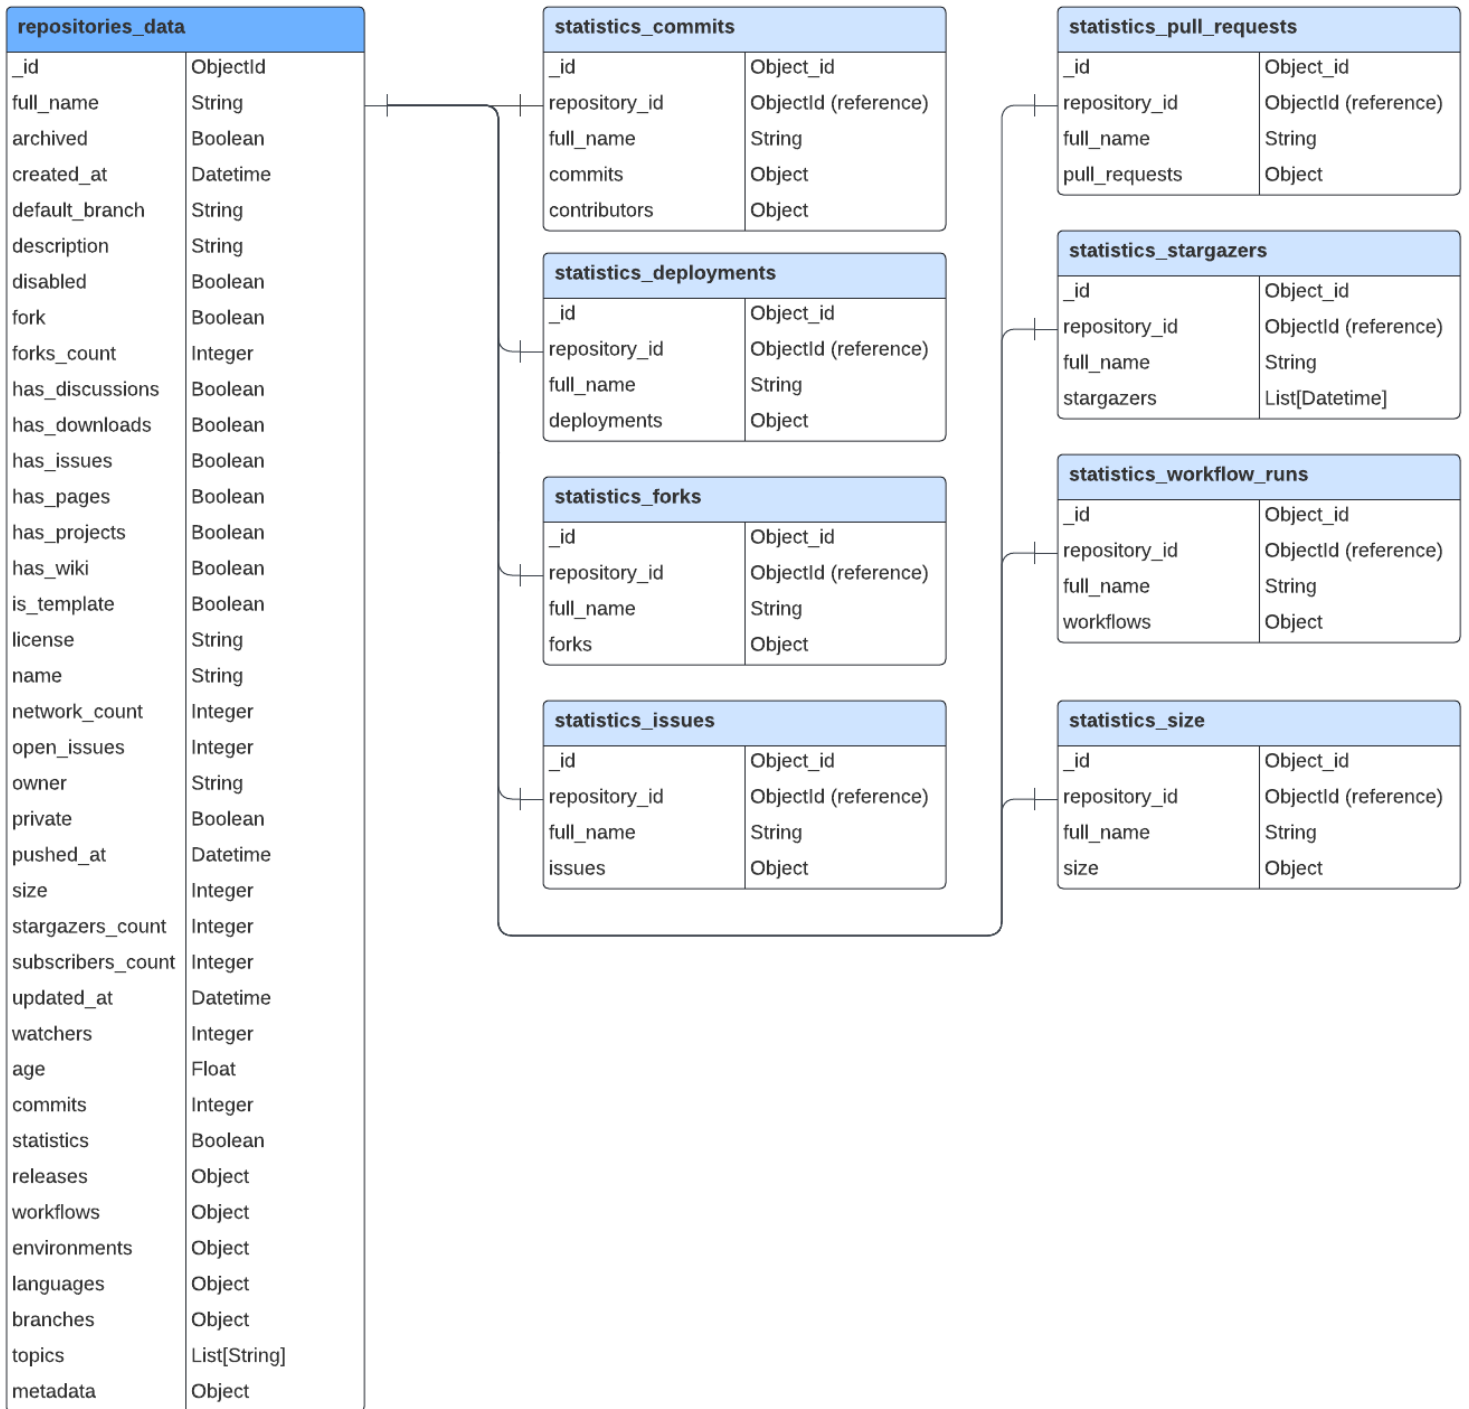 repositories_data
_id ObjectId
full_name String
archived Boolean
created_at Datetime
default_branch String
description String
disabled Boolean
fork Boolean
forks_count Integer
has_discussions Boolean
has_downloads Boolean
has_issues Boolean
has_pages Boolean
has_projects Boolean
has_wiki Boolean
is_template Boolean
license String
name String
network_count Integer
open_issues Integer
owner String
private Boolean
pushed_at Datetime
size Integer
stargazers_count Integer
subscribers_count Integer
updated_at Datetime
watchers Integer
age Float
commits Integer
statistics Boolean
releases Object
workflows Object
environments Object
languages Object
branches Object
topics List[String]
metadata Object
statistics_commits
_id Object_id
repository_id ObjectId (reference)
full_name String
commits Object
contributors Object
statistics_deployments
_id Object_id
repository_id ObjectId (reference)
full_name String
deployments Object
statistics_forks
_id Object_id
repository_id ObjectId (reference)
full_name String
forks Object
statistics_issues
_id Object_id
repository_id ObjectId (reference)
full_name String
issues Object
statistics_pull_requests
_id Object_id
repository_id ObjectId (reference)
full_name String
pull_requests Object
statistics_stargazers
_id Object_id
repository_id ObjectId (reference)
full_name String
stargazers List[Datetime]
statistics_workflow_runs
_id Object_id
repository_id ObjectId (reference)
full_name String
workflows Object
statistics_size
_id Object_id
repository_id ObjectId (reference)
full_name String
size Object